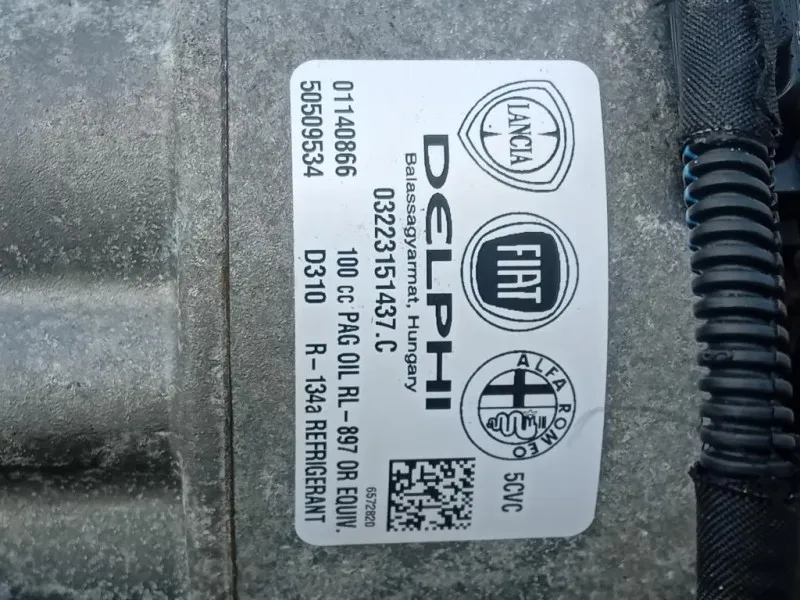 LANCIA
FIAT
ALFA ROMEO
5CVC
DELPHI
Balassagyarmat, Hungary
03223151437.C
6572820
01140866
100 cc PAG OIL RL-897 OR EQUIV.
50509534
D310
R-134a REFRIGERANT